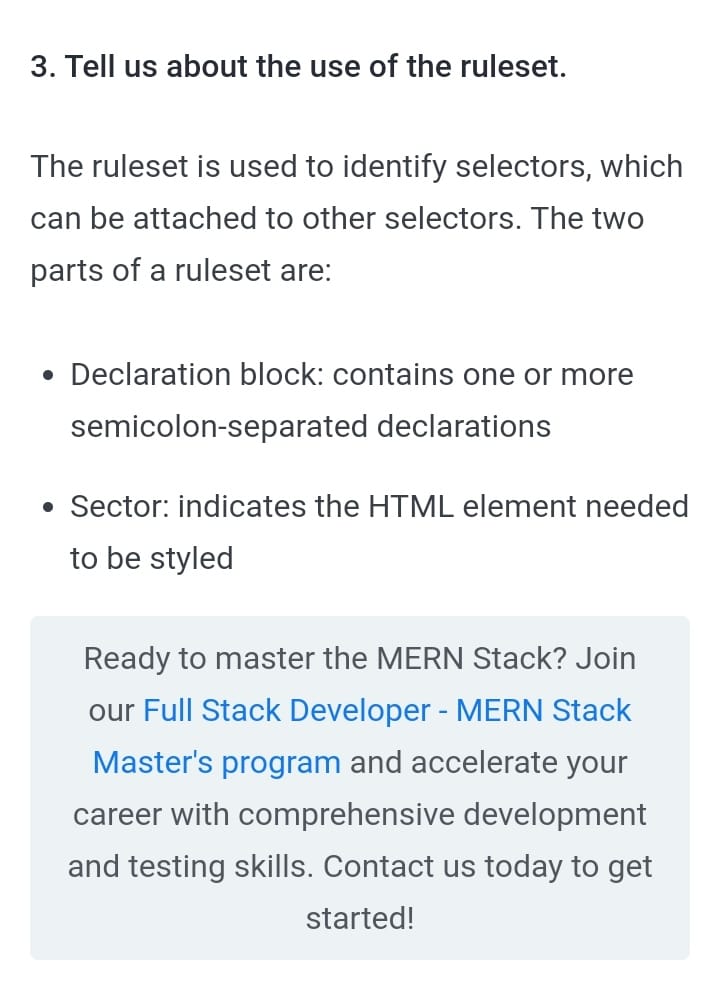 3. Tell us about the use of the ruleset.
The ruleset is used to identify selectors, which
can be attached to other selectors. The two
parts of a ruleset are:
• Declaration block: contains one or more
semicolon-separated declarations
• Sector: indicates the HTML element needed
to be styled
Ready to master the MERN Stack? Join
our Full Stack Developer - MERN Stack
Master's program and accelerate your
career with comprehensive development
and testing skills. Contact us today to get
started!